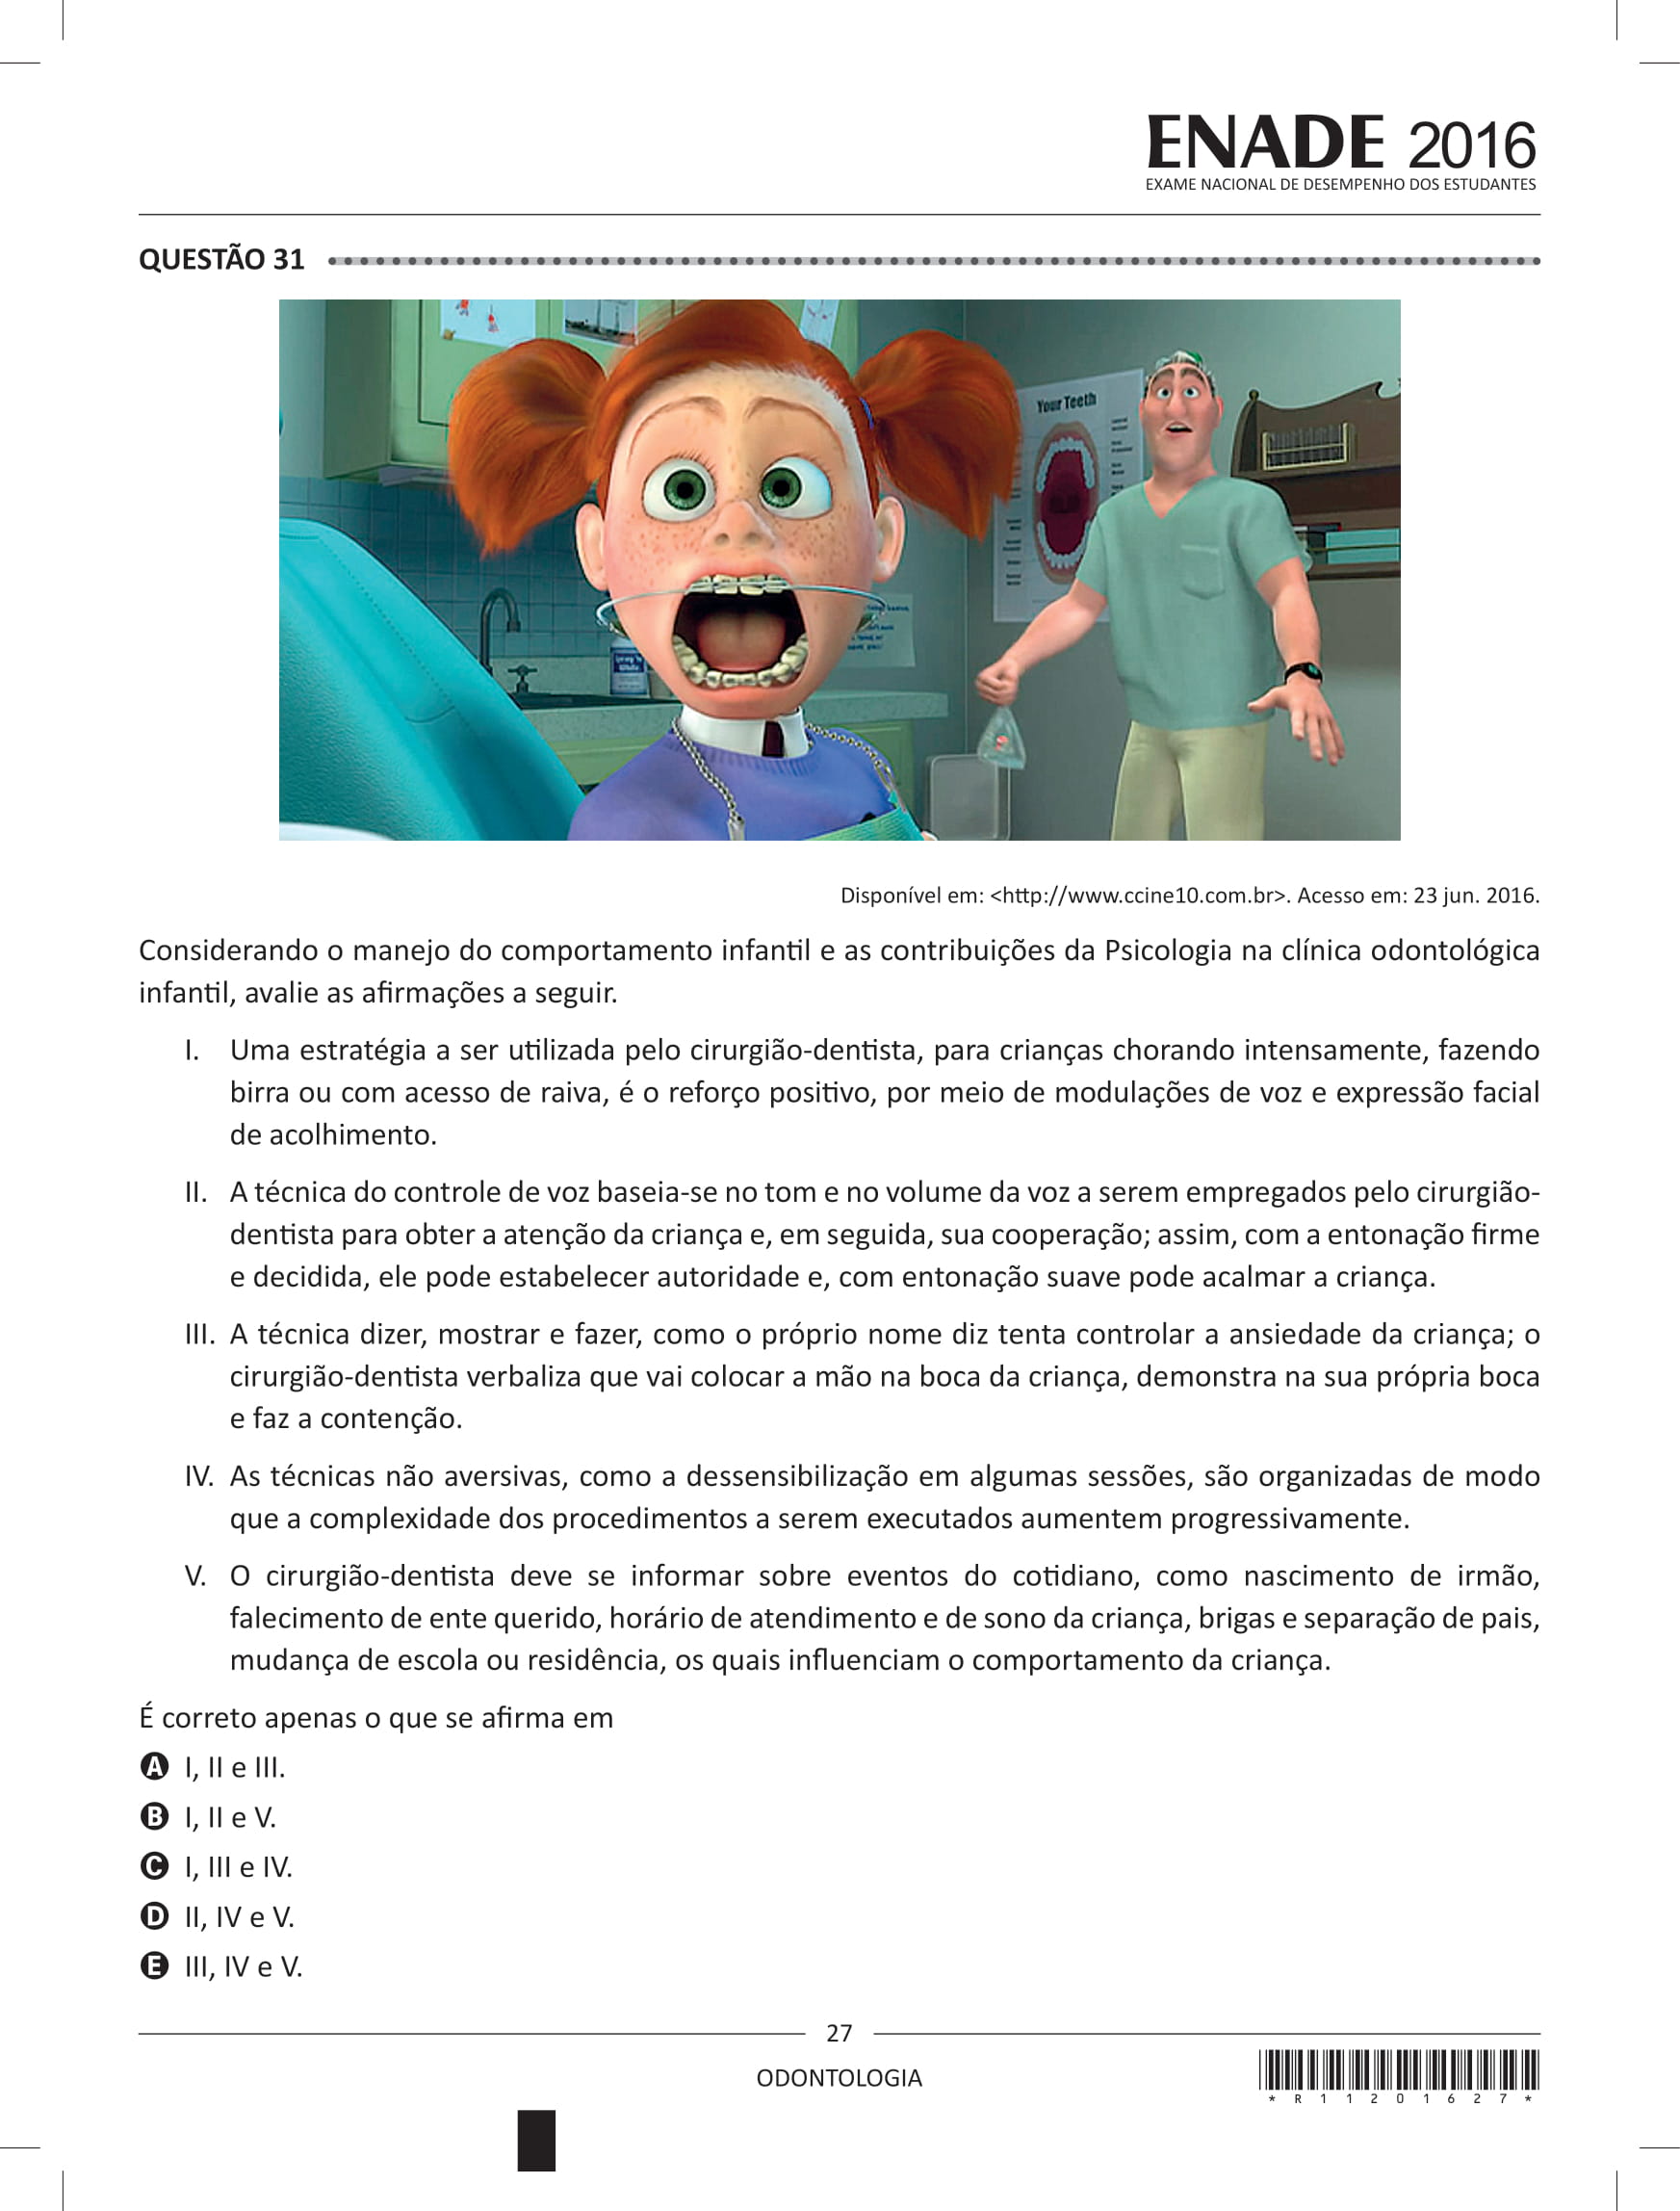 ENADE 2016
EXAME NACIONAL DE DESEMPENHO DOS ESTUDANTES
QUESTÃO 31
Your Teeth
Disponível em: <http://www.ccine10.com.br>. Acesso em: 23 jun. 2016.
Considerando o manejo do comportamento infantil e as contribuições da Psicologia na clínica odontológica
infantil, avalie as afirmações a seguir.
I. Uma estratégia a ser utilizada pelo cirurgião-dentista, para crianças chorando intensamente, fazendo
birra ou com acesso de raiva, é o reforço positivo, por meio de modulações de voz e expressão facial
de acolhimento.
II. A técnica do controle de voz baseia-se no tom e no volume da voz a serem empregados pelo cirurgião-
dentista para obter a atenção da criança e, em seguida, sua cooperação; assim, com a entonação firme
e decidida, ele pode estabelecer autoridade e, com entonação suave pode acalmar a criança.
III. A técnica dizer, mostrar e fazer, como o próprio nome diz tenta controlar a ansiedade da criança; o
cirurgião-dentista verbaliza que vai colocar a mão na boca da criança, demonstra na sua própria boca
e faz a contenção.
IV. As técnicas não aversivas, como a dessensibilização em algumas sessões, são organizadas de modo
que a complexidade dos procedimentos a serem executados aumentem progressivamente.
V. O cirurgião-dentista deve se informar sobre eventos do cotidiano, como nascimento de irmão,
falecimento de ente querido, horário de atendimento e de sono da criança, brigas e separação de pais,
mudança de escola ou residência, os quais influenciam o comportamento da criança.
É correto apenas o que se afirma em
A I, II e III.
B I, II e V.
C I, III e IV.
D II, IV e V.
E III, IV e V.
27
ODONTOLOGIA
* R 1 1 2 0 1 6 2 7 *